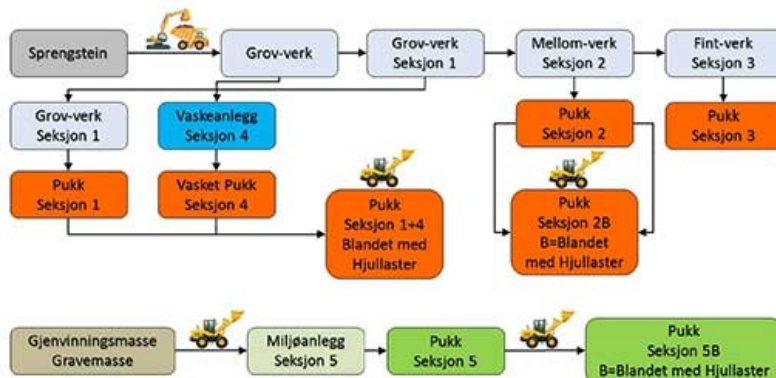 Sprengstein
Grov-verk
Grov-verk
Seksjon 1
Mellom-verk
Seksjon 2
Fint-verk
Seksjon 3
Grov-verk
Seksjon 1
Vaskeanlegg
Seksjon 4
Pukk
Seksjon 2
Pukk
Seksjon 3
Pukk
Seksjon 1
Vasket Pukk
Seksjon 4
Pukk
Seksjon 1+4
Blandet med
Hjullaster
Pukk
Seksjon 2B
B=Blandet
med Hjullaster
Gjenvinningsmasse
Gravemasse
Miljøanlegg
Seksjon 5
Pukk
Seksjon 5
Pukk
Seksjon 5B
B=Blandet med Hjullaster